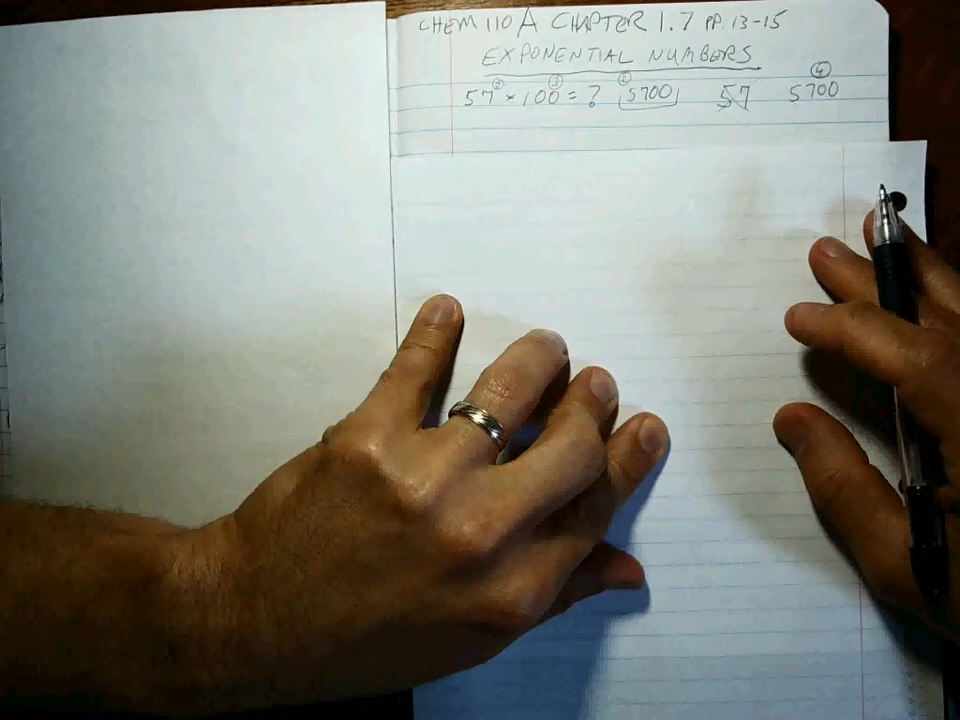 CHEM 110A CHAPTER 1.7 PP. 13-15
EXPONENTIAL NUMBERS
57 × 100 = ? 5700 57 5700